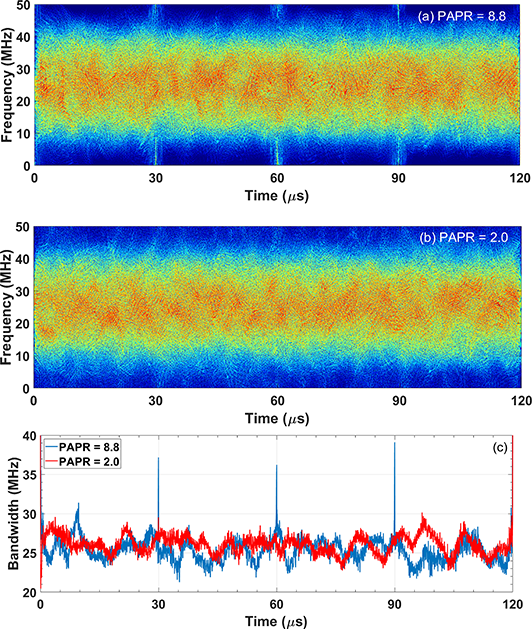 50
40
30
20
10
0
Frequency (MHz)
(a) PAPR = 8.8
0 30 60 90 120
Time (μs)
50
40
30
20
10
0
Frequency (MHz)
(b) PAPR = 2.0
0 30 60 90 120
Time (μs)
40
35
30
25
20
Bandwidth (MHz)
PAPR = 8.8
PAPR = 2.0
(c)
0 30 60 90 120
Time (μs)